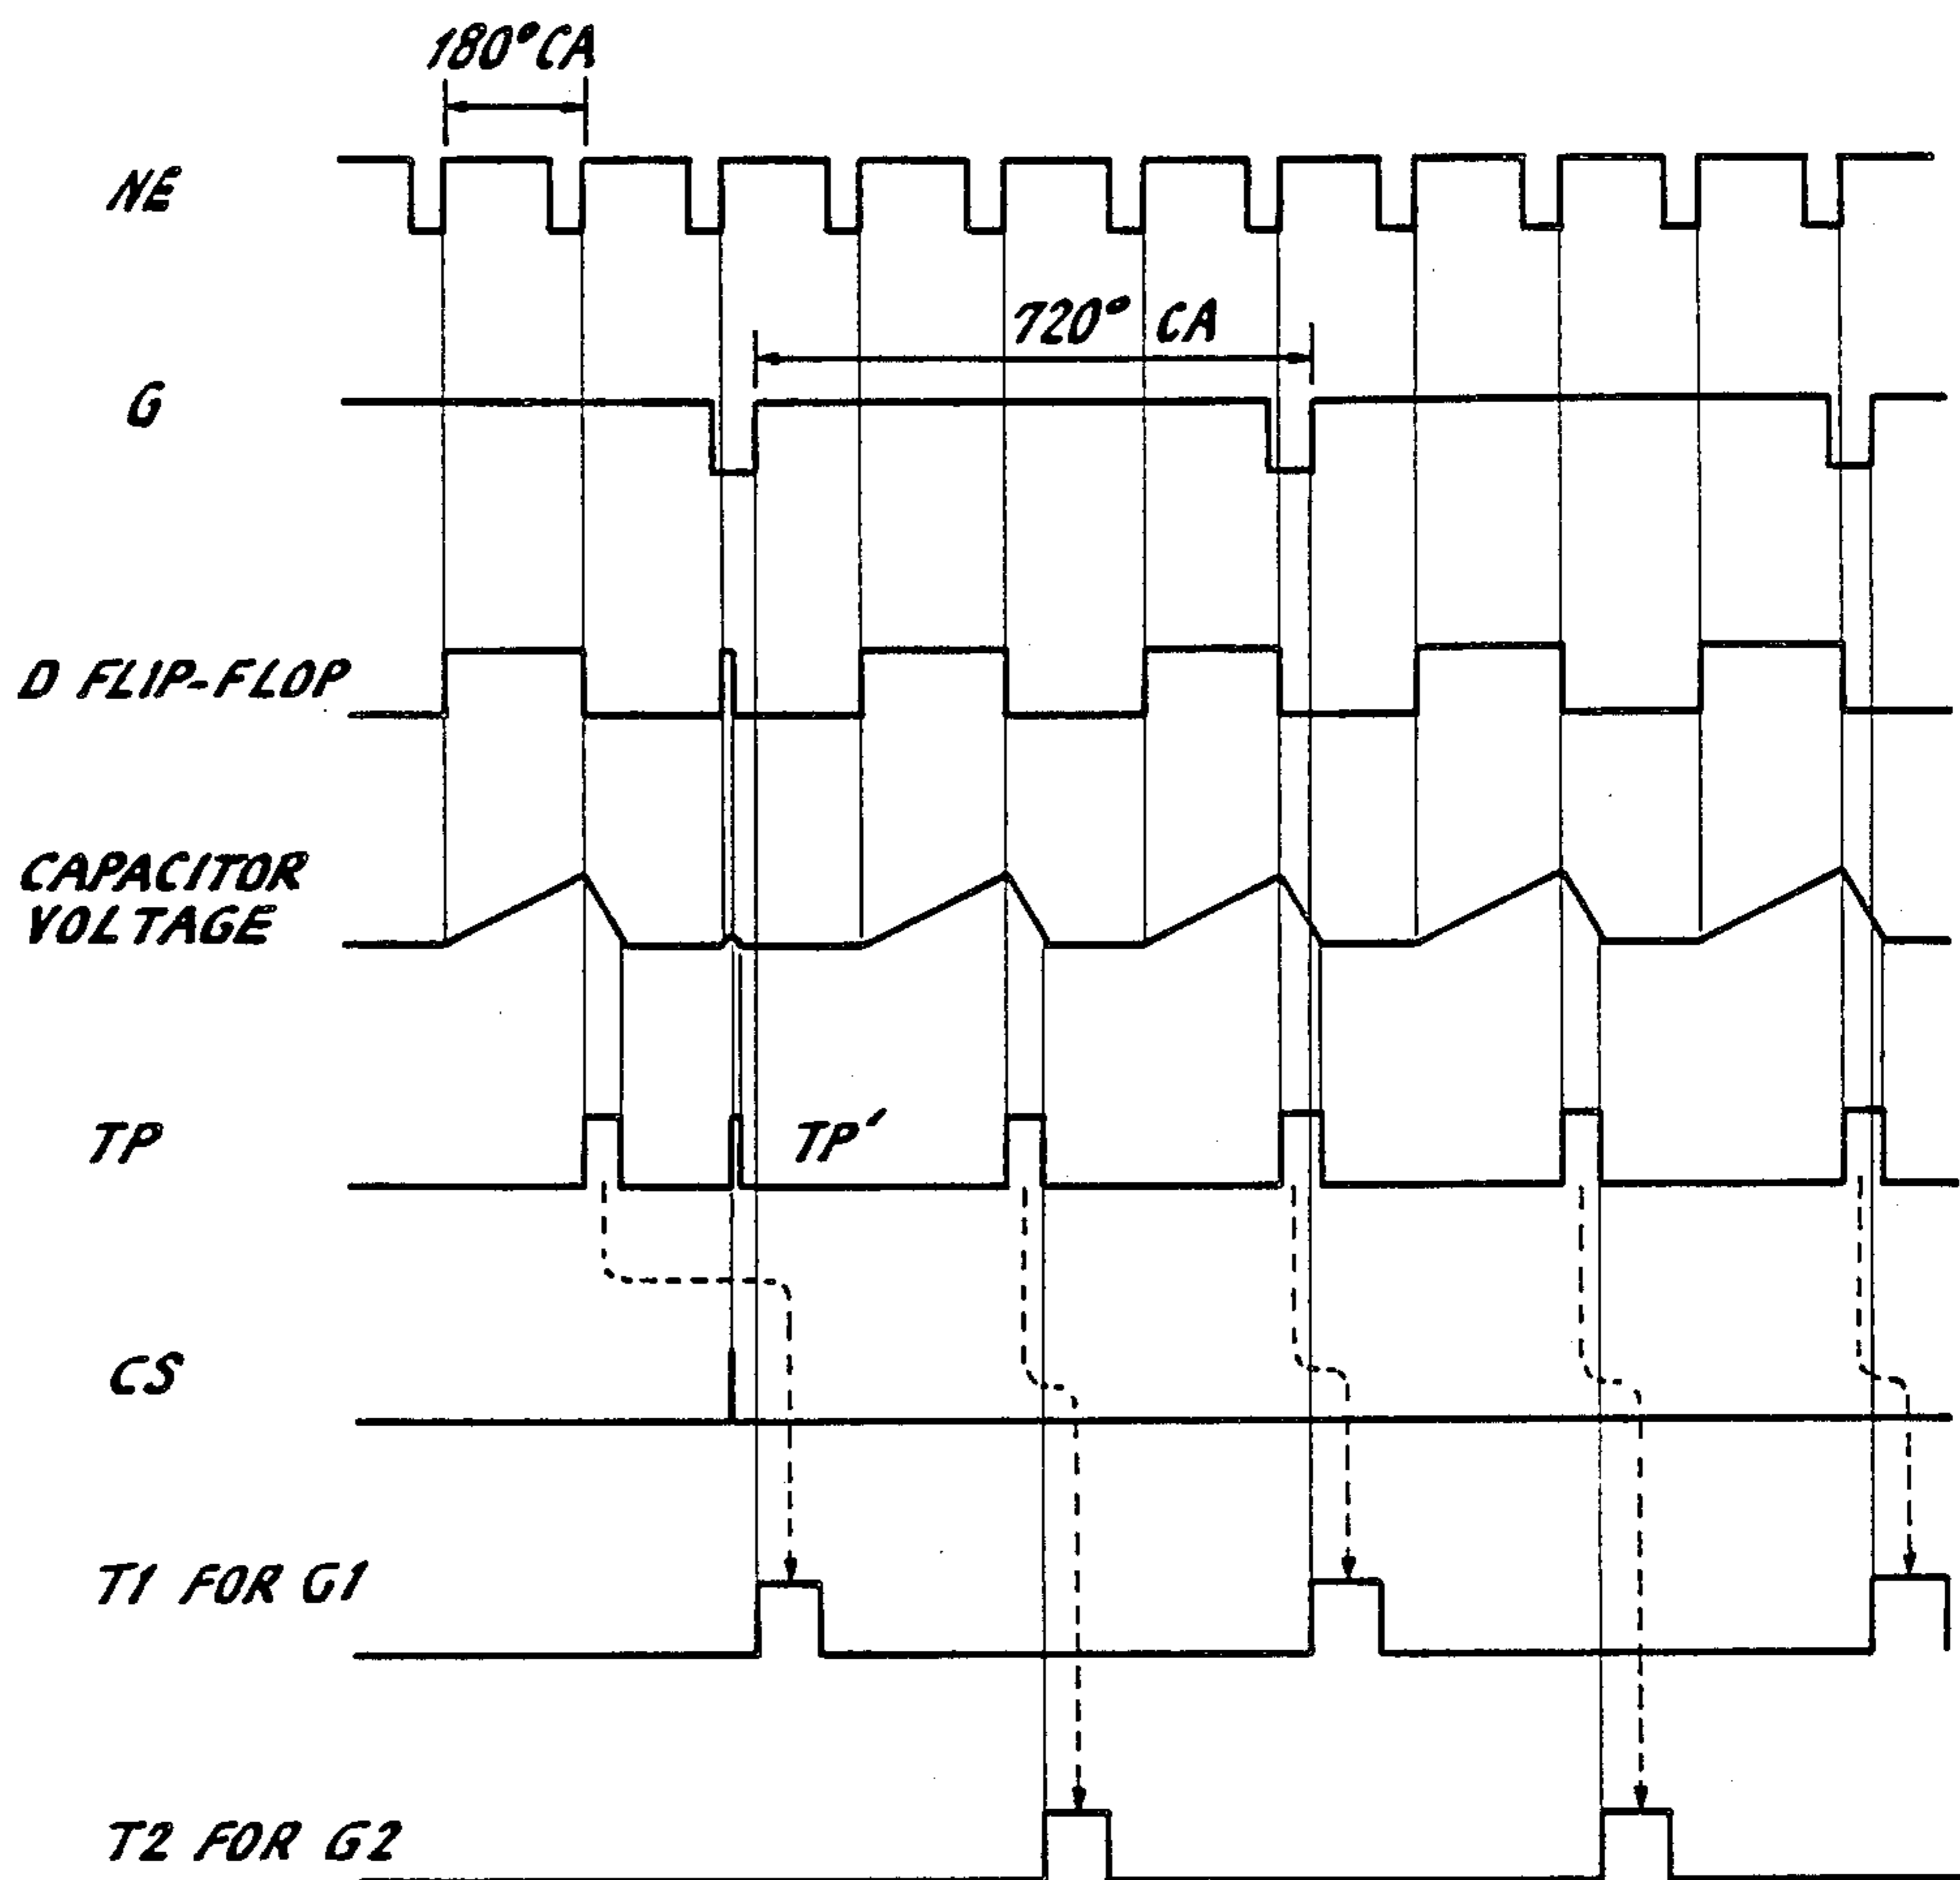 180°CA
NE
720° CA
G
D FLIP-FLOP
CAPACITOR
VOLTAGE
TP
TP′
CS
T1 FOR G1
T2 FOR G2